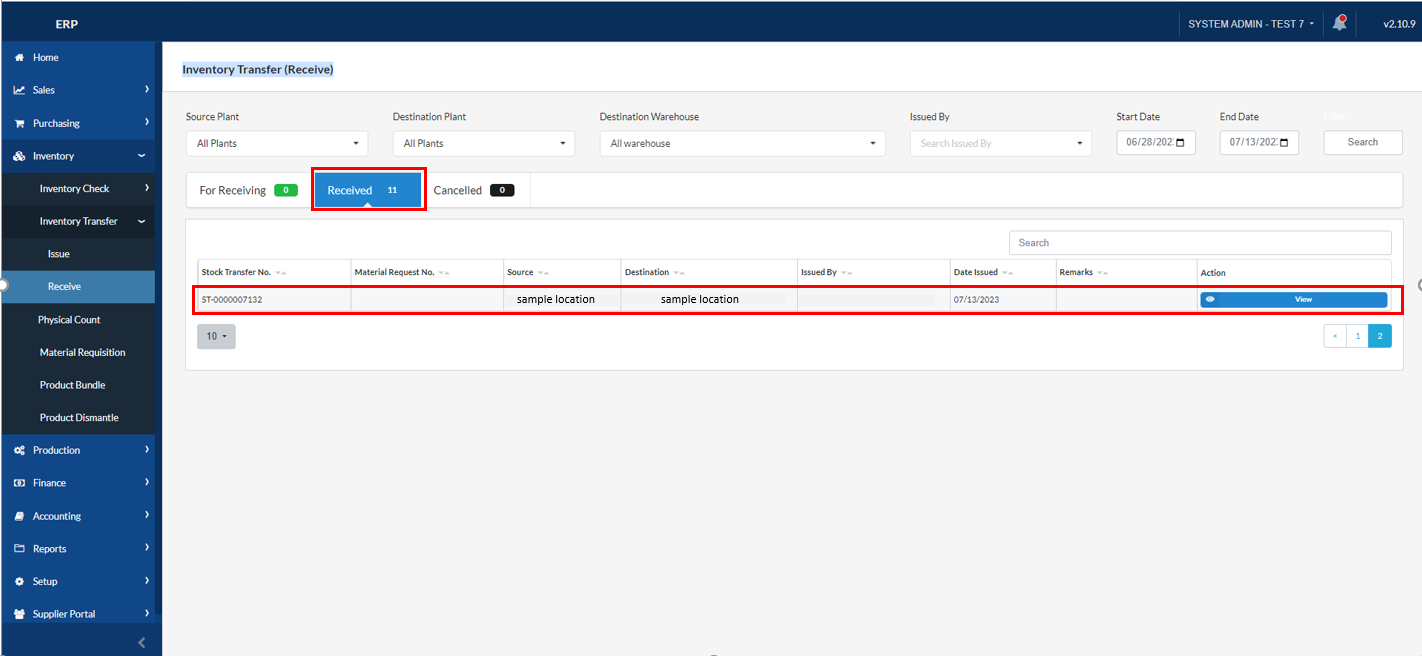 ERP
SYSTEM ADMIN - TEST 7
v2.10.9
Home
Sales
Purchasing
Inventory
Inventory Check
Inventory Transfer
Issue
Receive
Physical Count
Material Requisition
Product Bundle
Product Dismantle
Production
Finance
Accounting
Reports
Setup
Supplier Portal
Inventory Transfer (Receive)
Source Plant Destination Plant Destination Warehouse Issued By Start Date End Date Filter
All Plants All Plants All warehouse Search Issued By 06/28/202 07/13/202 Search
For Receiving 0 Received 11 Cancelled 0
Search
Stock Transfer No. Material Request No. Source Destination Issued By Date Issued Remarks Action
ST-0000007132 sample location sample location 07/13/2023 View
10
< 1 2